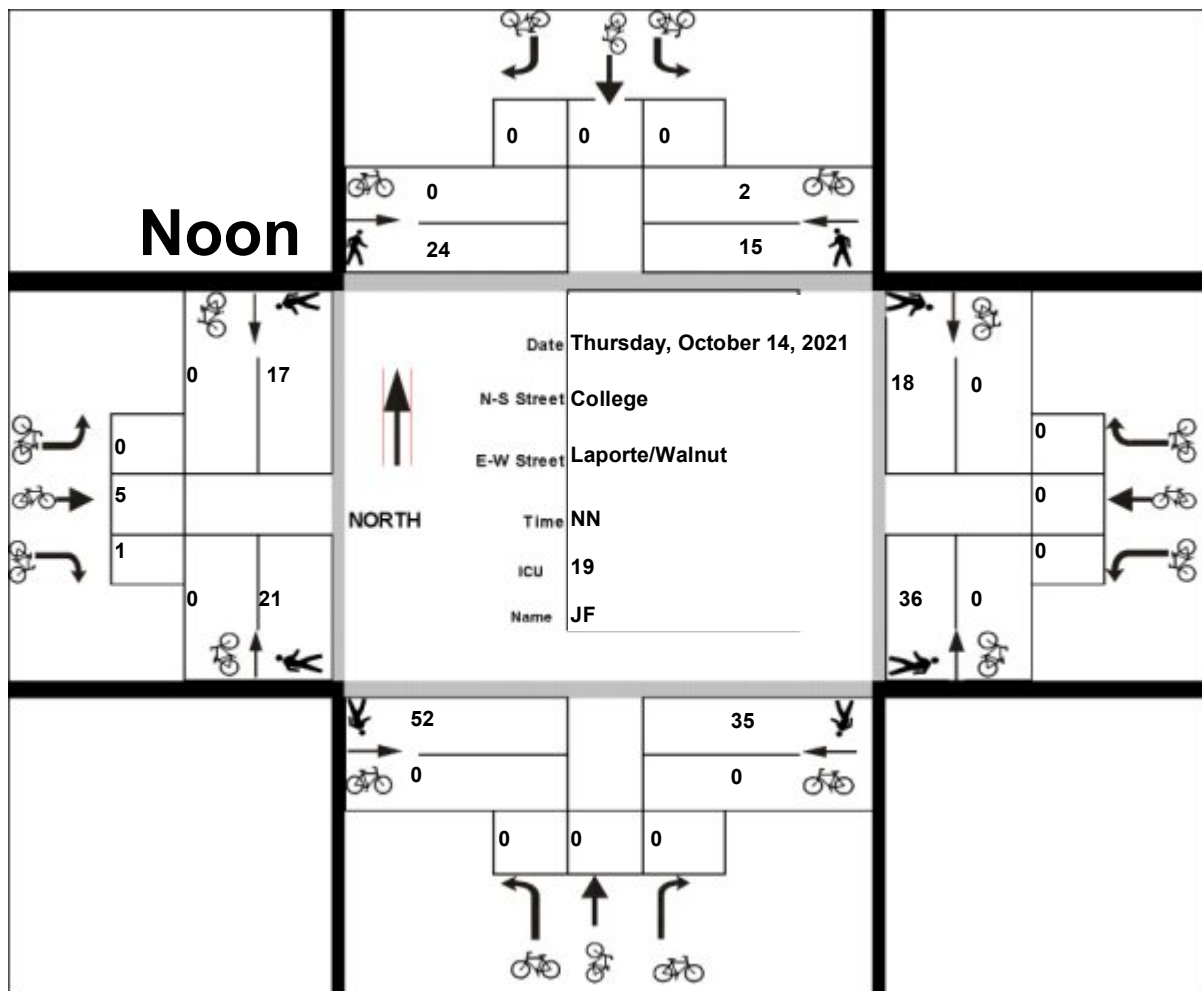 0 0 0
0 2
Noon
24 15
Date Thursday, October 14, 2021
0 17
18 0
N-S Street College
0
0
E-W Street Laporte/Walnut
5
0
NORTH
Time NN
1
0
ICU 19
0 21
36 0
Name JF
52 35
0 0
0 0 0